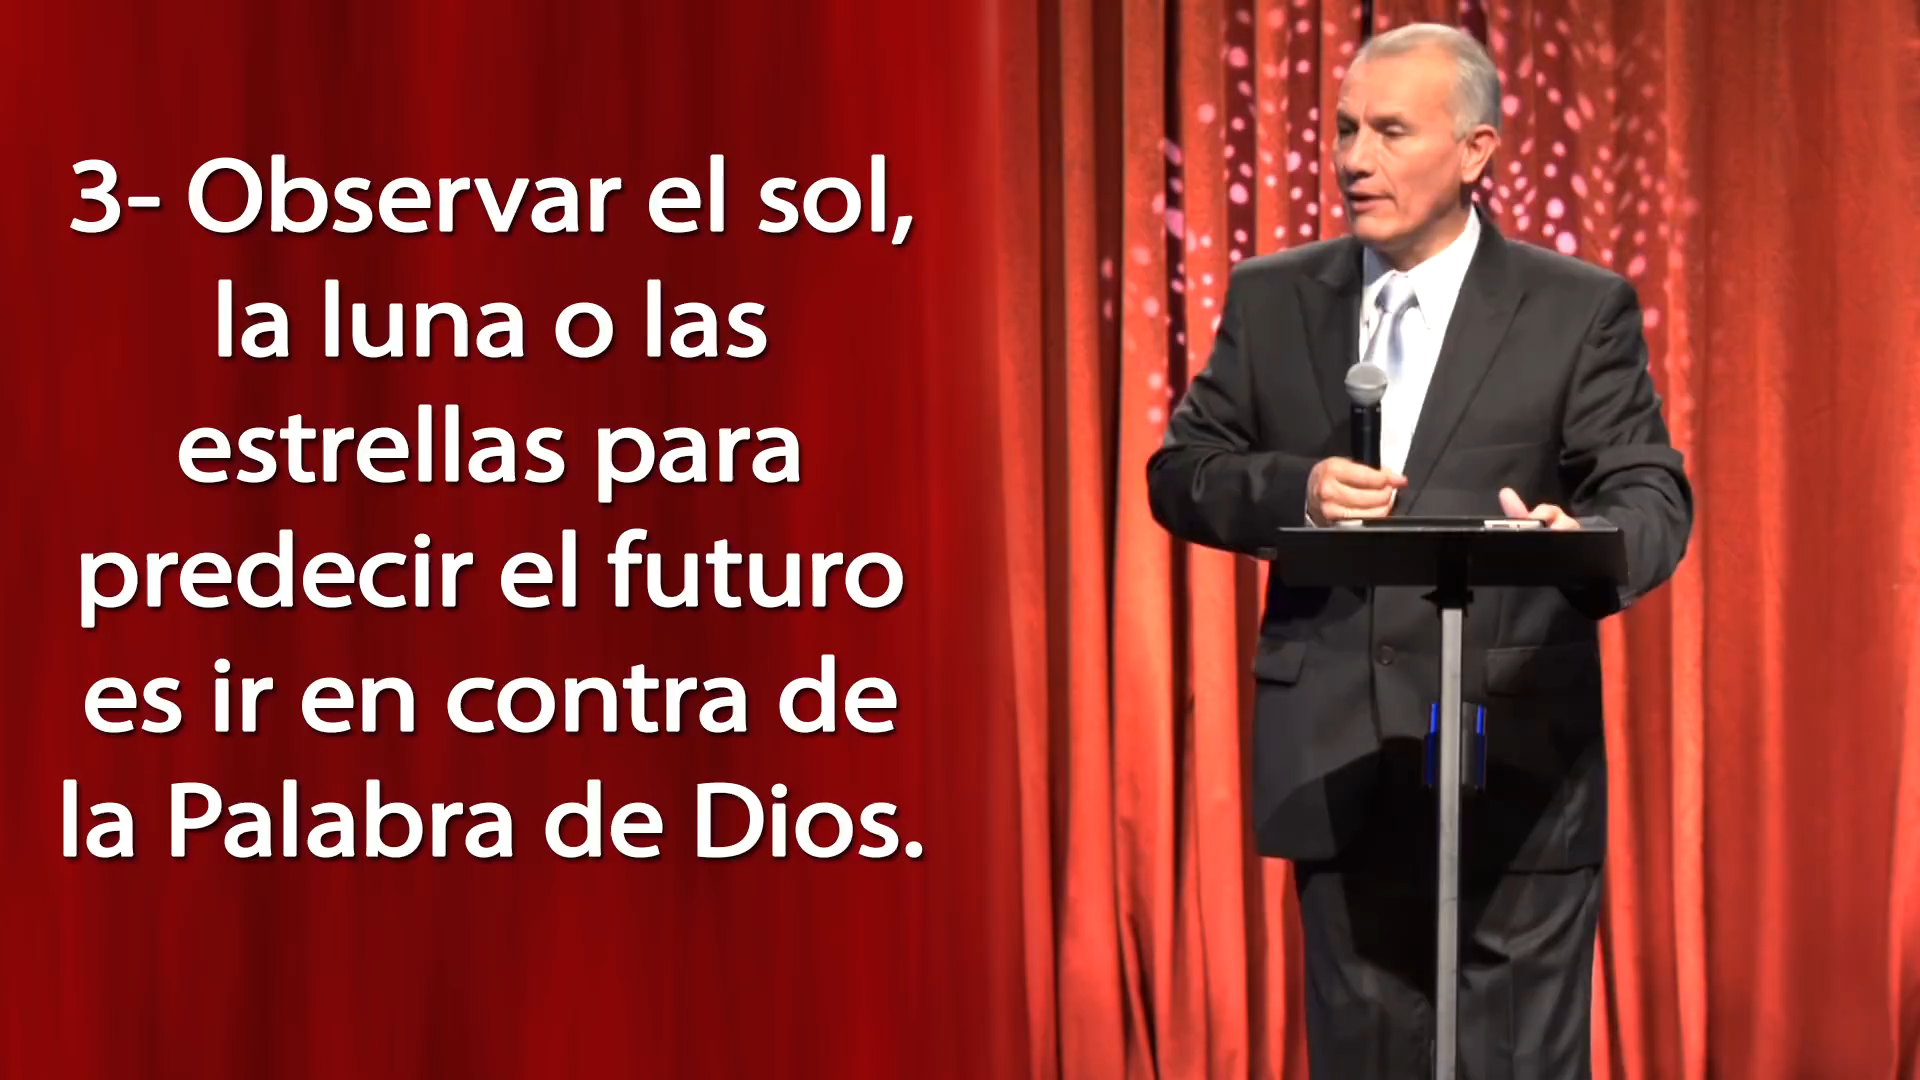 3- Observar el sol,
la luna o las
estrellas para
predecir el futuro
es ir en contra de
la Palabra de Dios.